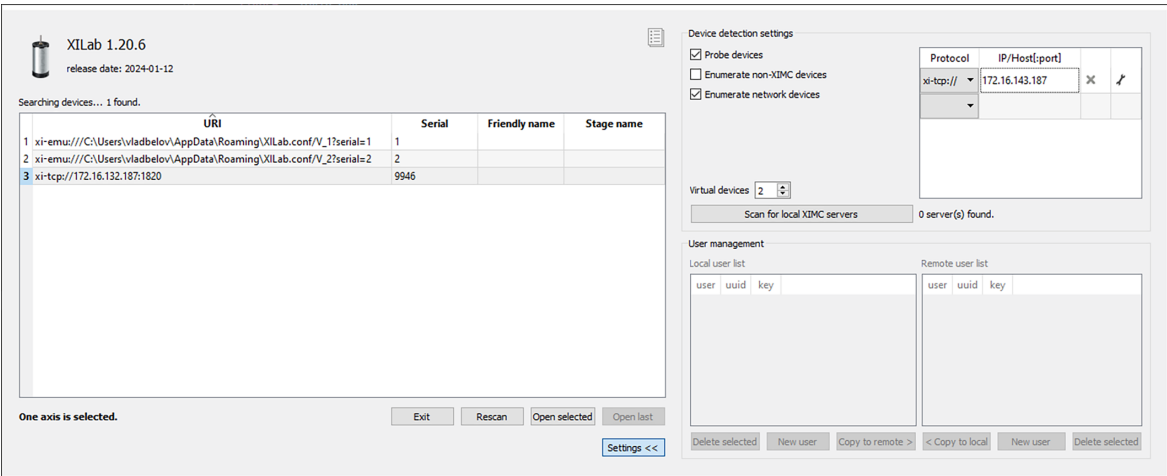 XILab 1.20.6
release date: 2024-01-12
Searching devices... 1 found.
URI Serial Friendly name Stage name
1 xi-emu:///C:\Users\vladbelov\AppData\Roaming\XILab.conf/V_1?serial=1 1
2 xi-emu:///C:\Users\vladbelov\AppData\Roaming\XILab.conf/V_2?serial=2 2
3 xi-tcp://172.16.132.187:1820 9946
One axis is selected.
Exit Rescan Open selected Open last
Settings <<
Device detection settings
Probe devices
Enumerate non-XIMC devices
Enumerate network devices
Protocol IP/Host[:port]
xi-tcp:// 172.16.143.187
Virtual devices 2
Scan for local XIMC servers 0 server(s) found.
User management
Local user list Remote user list
user uuid key user uuid key
Delete selected New user Copy to remote > < Copy to local New user Delete selected